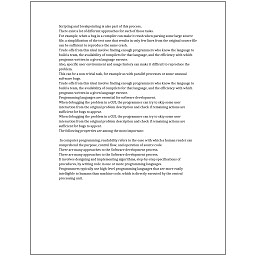 Scripting and breakpointing is also part of this process.
There exist a lot of different approaches for each of those tasks.
For example, when a bug in a compiler can make it crash when parsing some large source
file, a simplification of the test case that results in only few lines from the original source file
can be sufficient to reproduce the same crash.
Trade-offs from this ideal involve finding enough programmers who know the language to
build a team, the availability of compilers for that language, and the efficiency with which
programs written in a given language execute.
Also, specific user environment and usage history can make it difficult to reproduce the
problem.
This can be a non-trivial task, for example as with parallel processes or some unusual
software bugs.
Trade-offs from this ideal involve finding enough programmers who know the language to
build a team, the availability of compilers for that language, and the efficiency with which
programs written in a given language execute.
Programming languages are essential for software development.
When debugging the problem in a GUI, the programmer can try to skip some user
interaction from the original problem description and check if remaining actions are
sufficient for bugs to appear.
When debugging the problem in a GUI, the programmer can try to skip some user
interaction from the original problem description and check if remaining actions are
sufficient for bugs to appear.
The following properties are among the most important:
In computer programming, readability refers to the ease with which a human reader can
comprehend the purpose, control flow, and operation of source code.
There are many approaches to the Software development process.
There are many approaches to the Software development process.
It involves designing and implementing algorithms, step-by-step specifications of
procedures, by writing code in one or more programming languages.
Programmers typically use high-level programming languages that are more easily
intelligible to humans than machine code, which is directly executed by the central
processing unit.